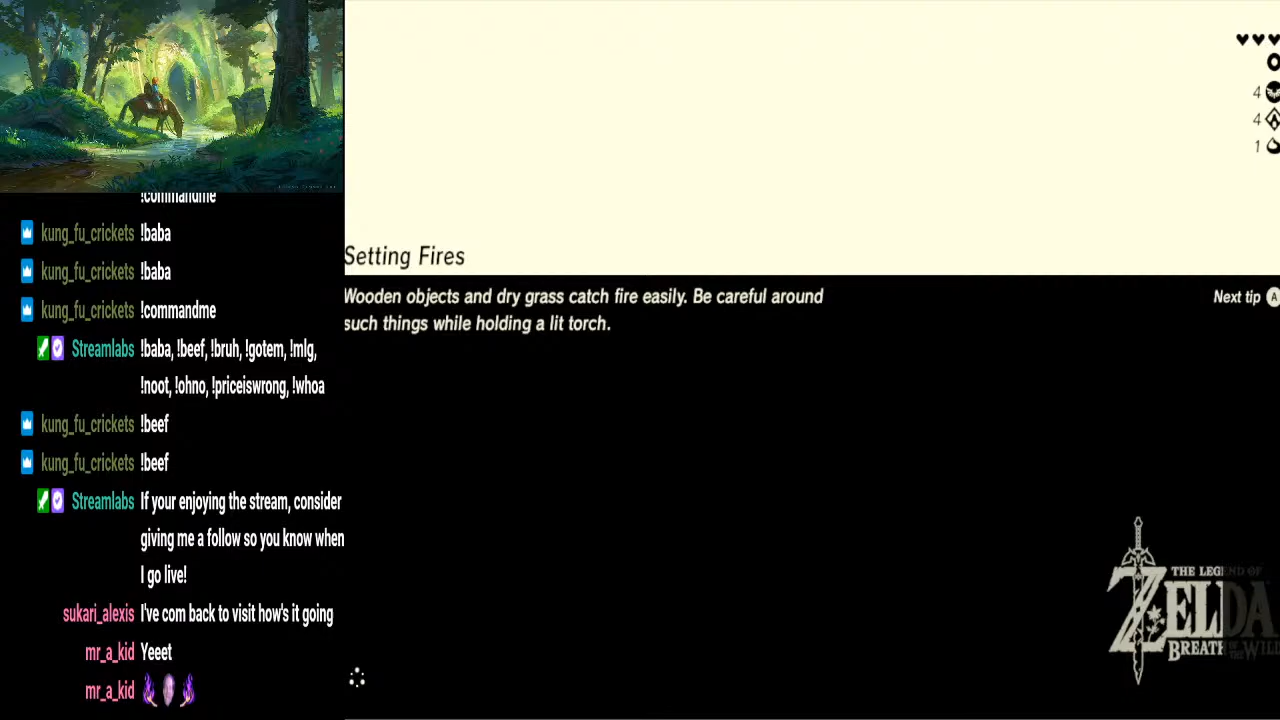 !commandme
kung_fu_crickets !baba
kung_fu_crickets !baba
kung_fu_crickets !commandme
Streamlabs !baba, !beef, !bruh, !gotem, !mlg,
!noot, !ohno, !priceiswrong, !whoa
kung_fu_crickets !beef
kung_fu_crickets !beef
Streamlabs If your enjoying the stream, consider
giving me a follow so you know when
I go live!
sukari_alexis I've com back to visit how's it going
mr_a_kid Yeeet
mr_a_kid
4
4
1
Setting Fires
Wooden objects and dry grass catch fire easily. Be careful around
such things while holding a lit torch.
Next tip A
THE LEGEND OF
ZELDA
BREATH OF THE WILD